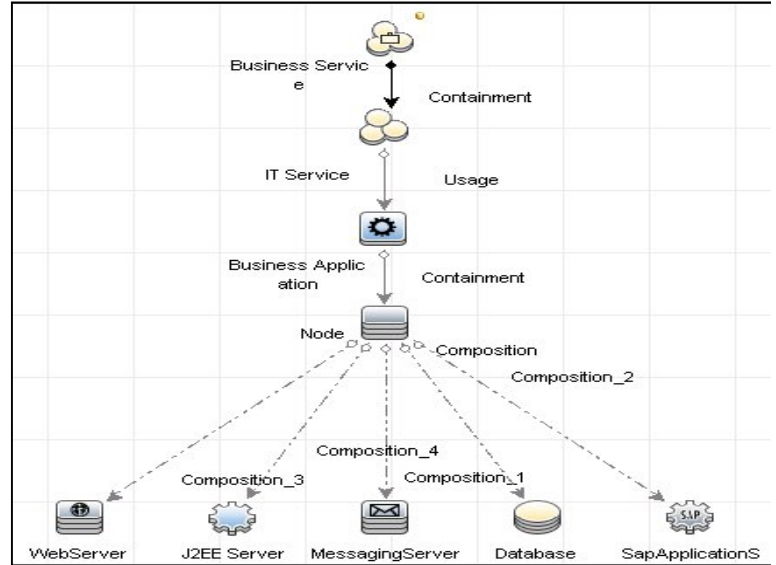 Business Servic
e
Containment
IT Service
Usage
Business Applic
ation
Containment
Node
Composition
Composition_2
Composition_4
Composition_3
Composition_1
SAP
WebServer
J2EE Server
MessagingServer
Database
SapApplicationS